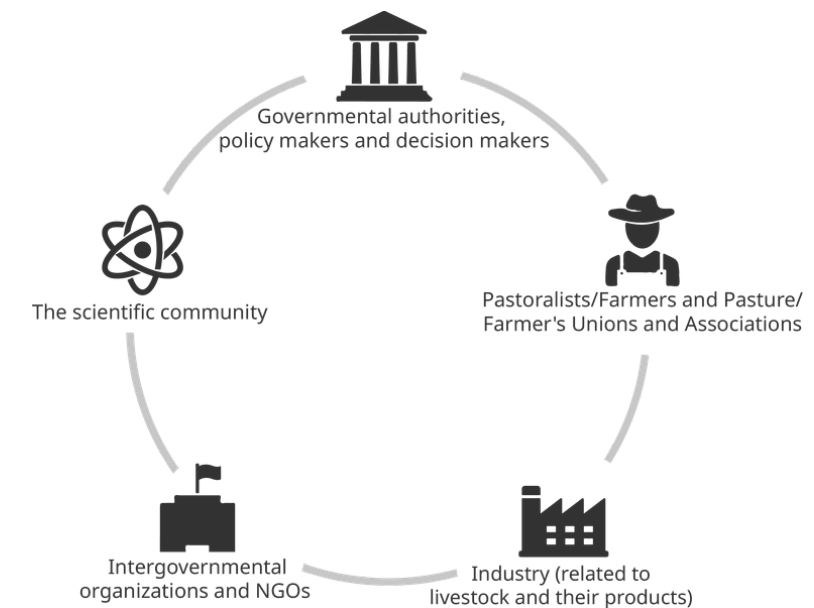 Governmental authorities,
policy makers and decision makers
Pastoralists/Farmers and Pasture/
Farmer's Unions and Associations
Industry (related to
livestock and their products)
Intergovernmental
organizations and NGOs
The scientific community